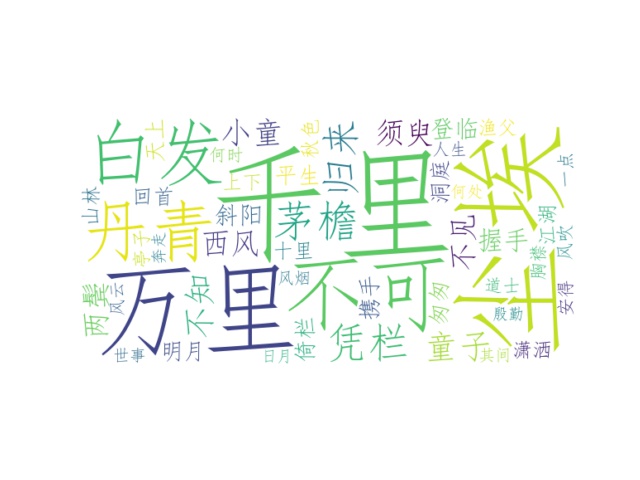 白发
千里
尘埃
万里
不可
丹青
茅檐
归来
西风
凭栏
童子
不知
不见
两鬓
小童
须臾
登临
渔父
天上
何时
秋色
人生
一点
山林
回首
上下
平生
斜阳
洞庭
何处
江湖
握手
风吹
亭子
奔走
十里
胸襟
风云
风烟
携手
匆匆
道士
安得
殷勤
世事
明月
日月
倚栏
其间
潇洒